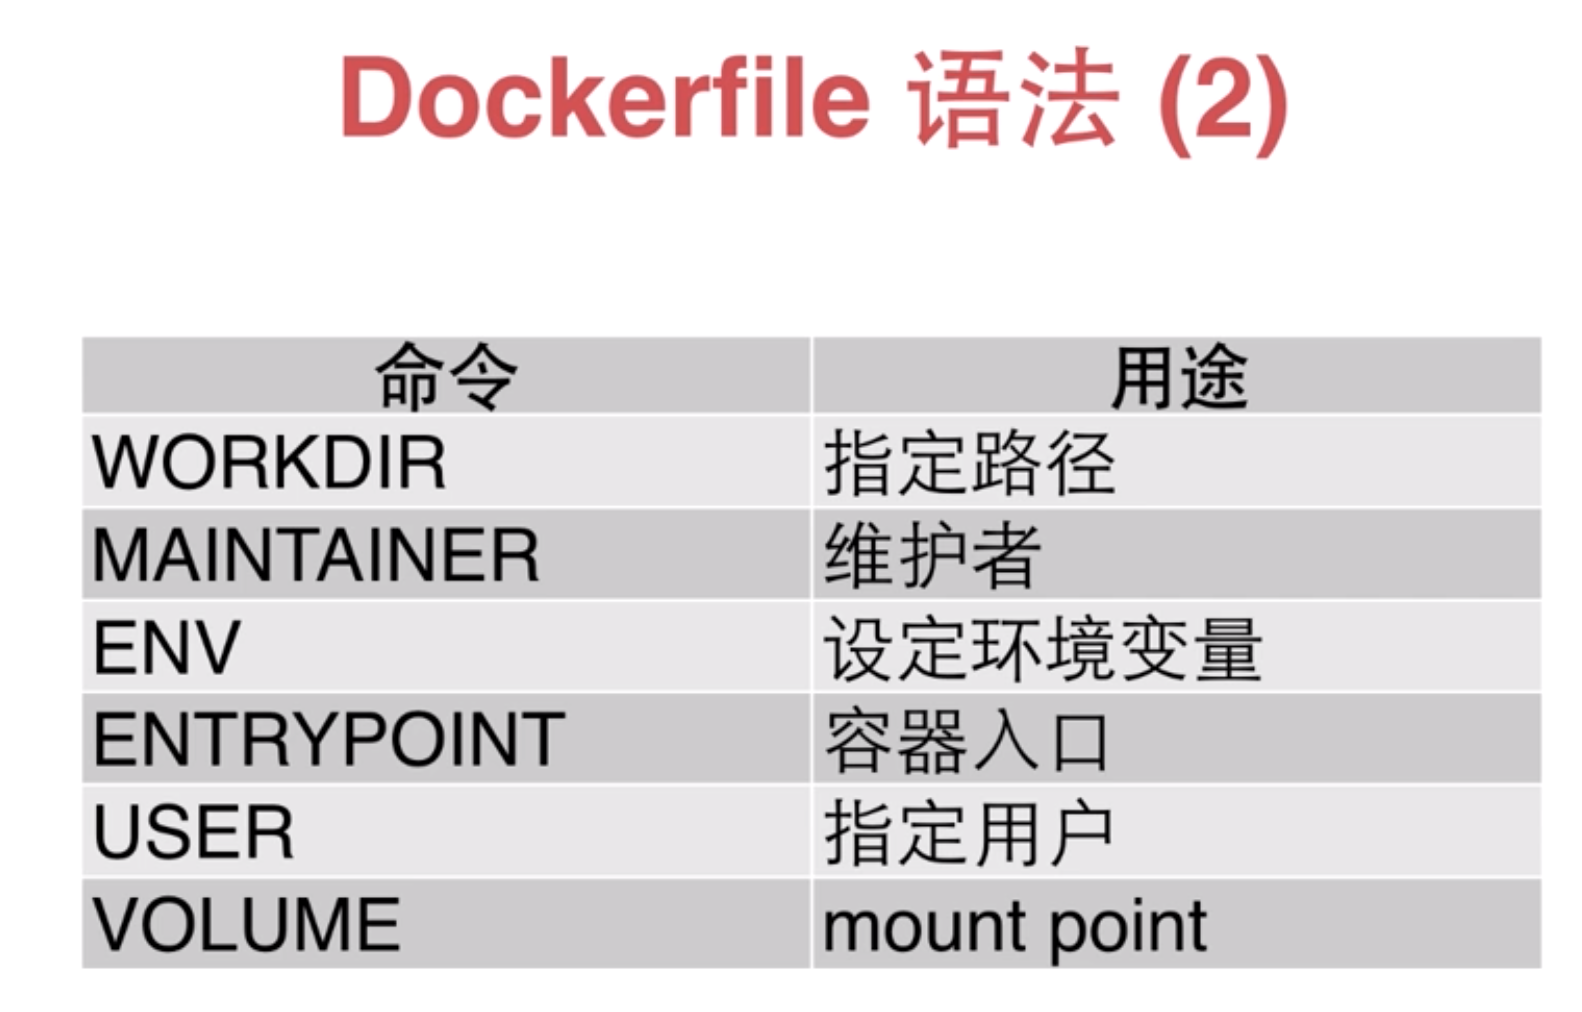 Dockerfile 语法 (2)
命令 用途
WORKDIR 指定路径
MAINTAINER 维护者
ENV 设定环境变量
ENTRYPOINT 容器入口
USER 指定用户
VOLUME mount point